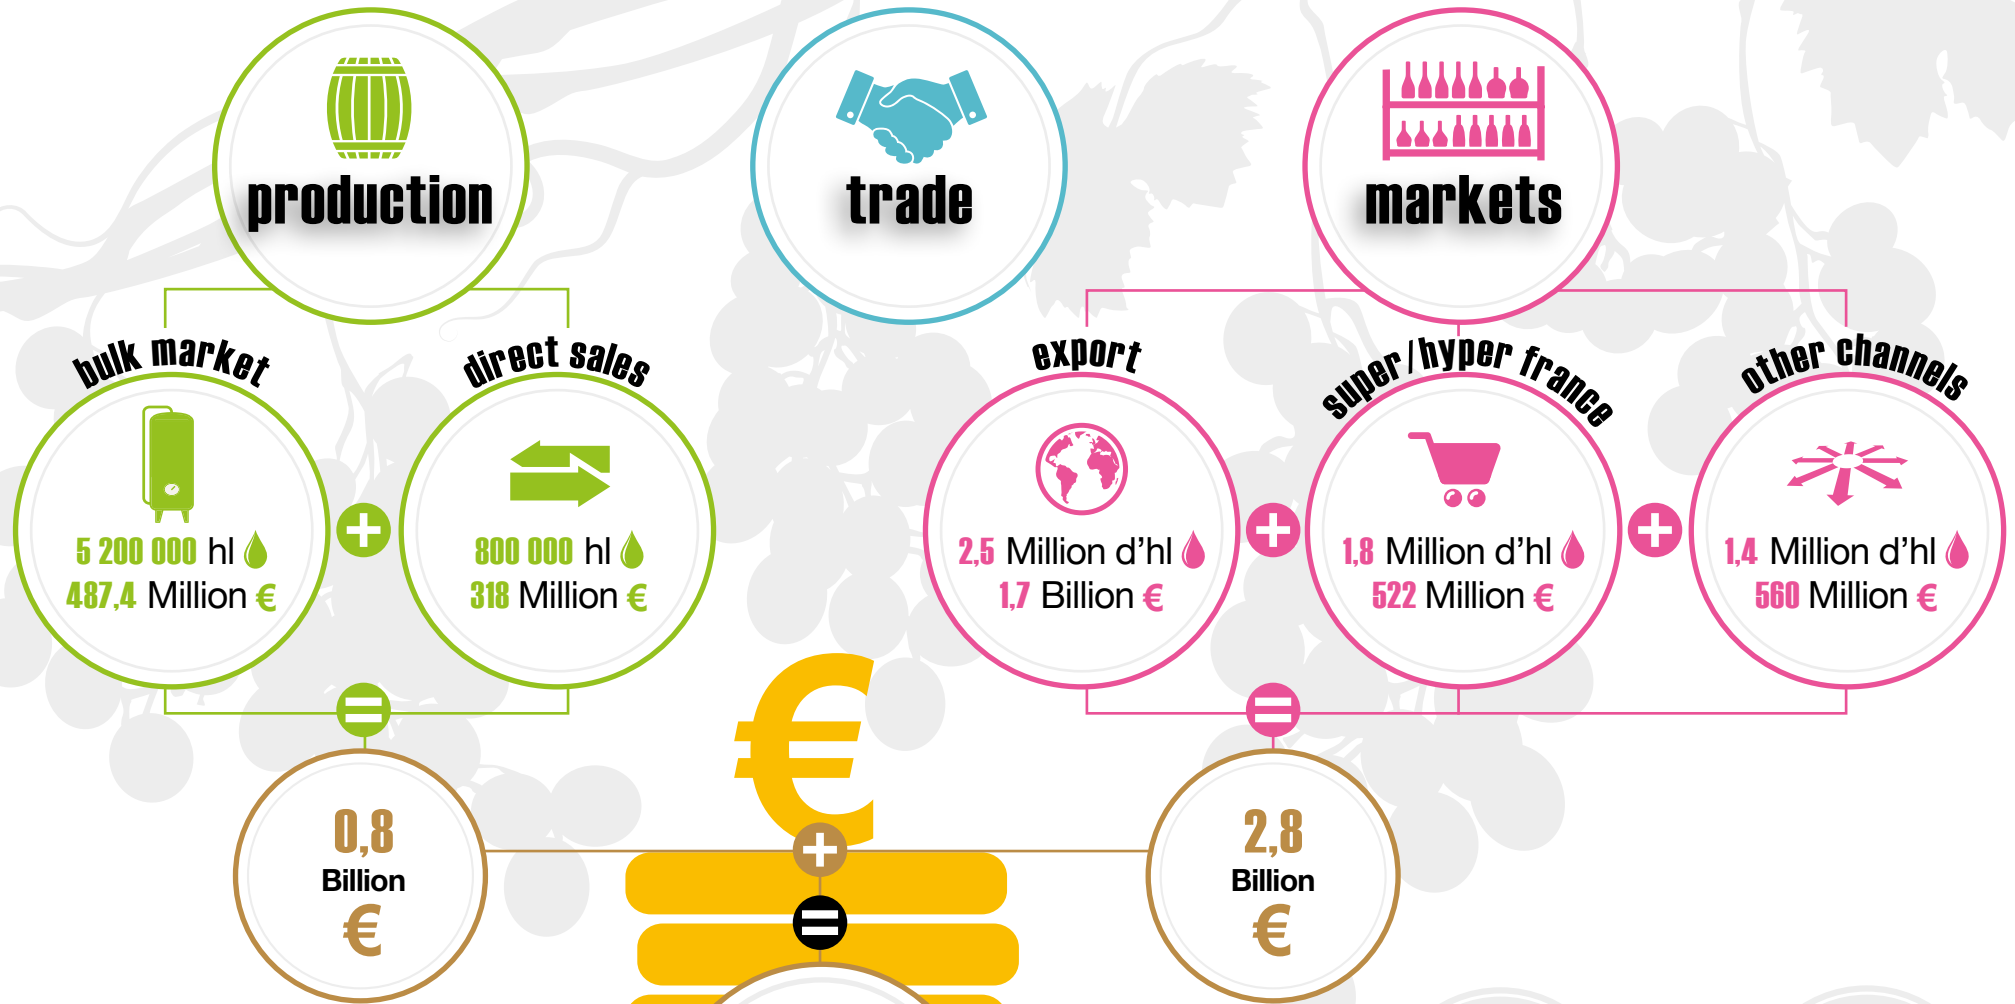 production
trade
markets
bulk market
direct sales
export
super/hyper france
other channels
5 200 000 hl
487,4 Million €
800 000 hl
318 Million €
2,5 Million d’hl
1,7 Billion €
1,8 Million d’hl
522 Million €
1,4 Million d’hl
560 Million €
€
0,8
Billion
€
2,8
Billion
€